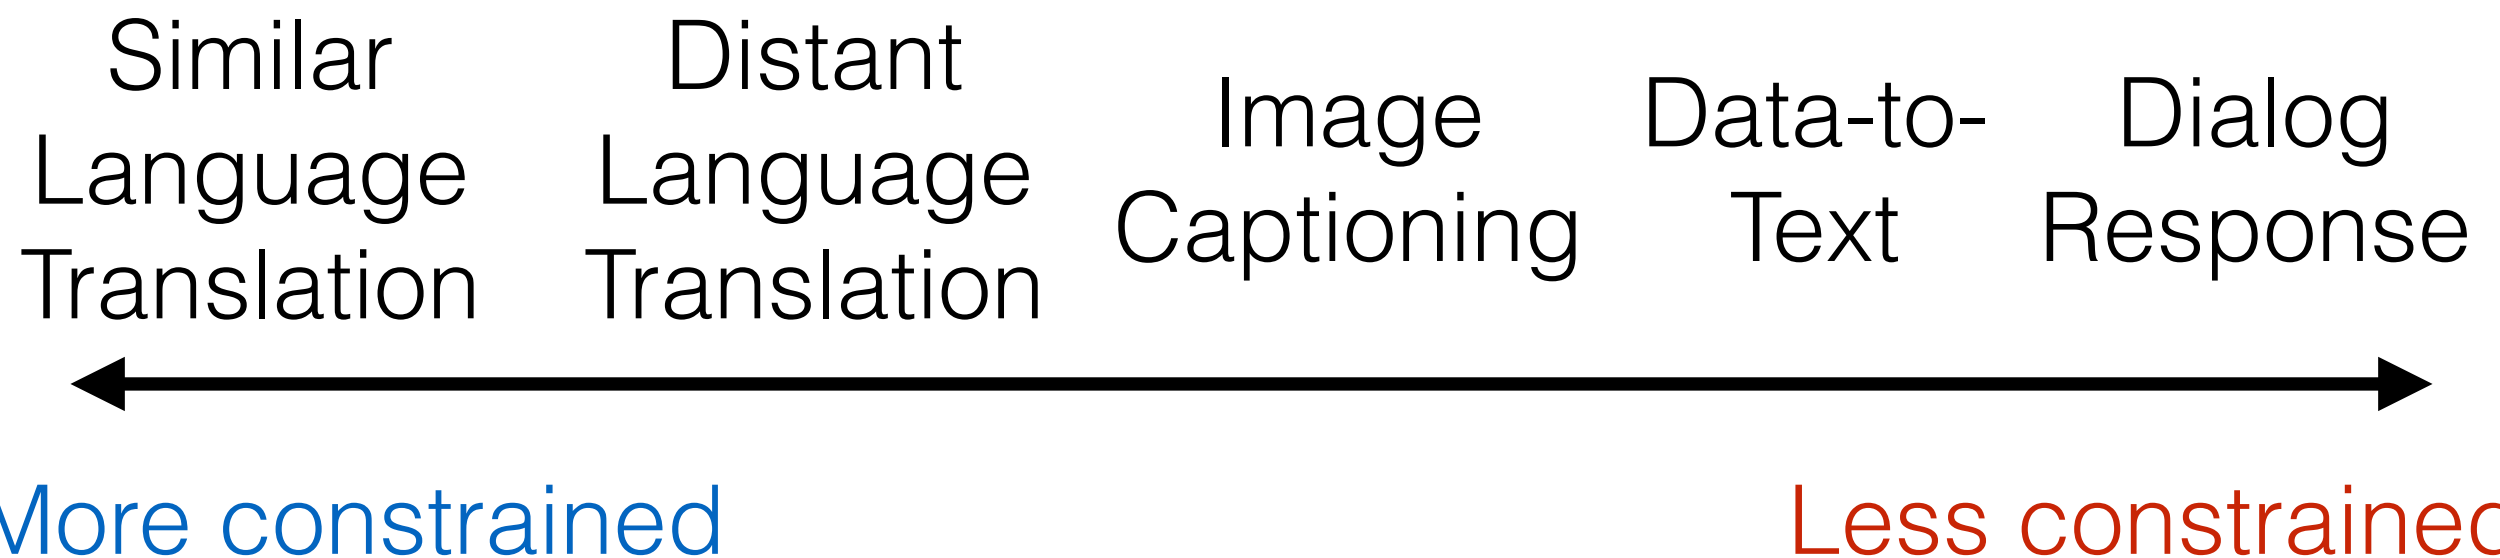 Similar
Language
Translation
Distant
Language
Translation
Image
Captioning
Data-to-
Text
Dialog
Response
More constrained
Less constrained